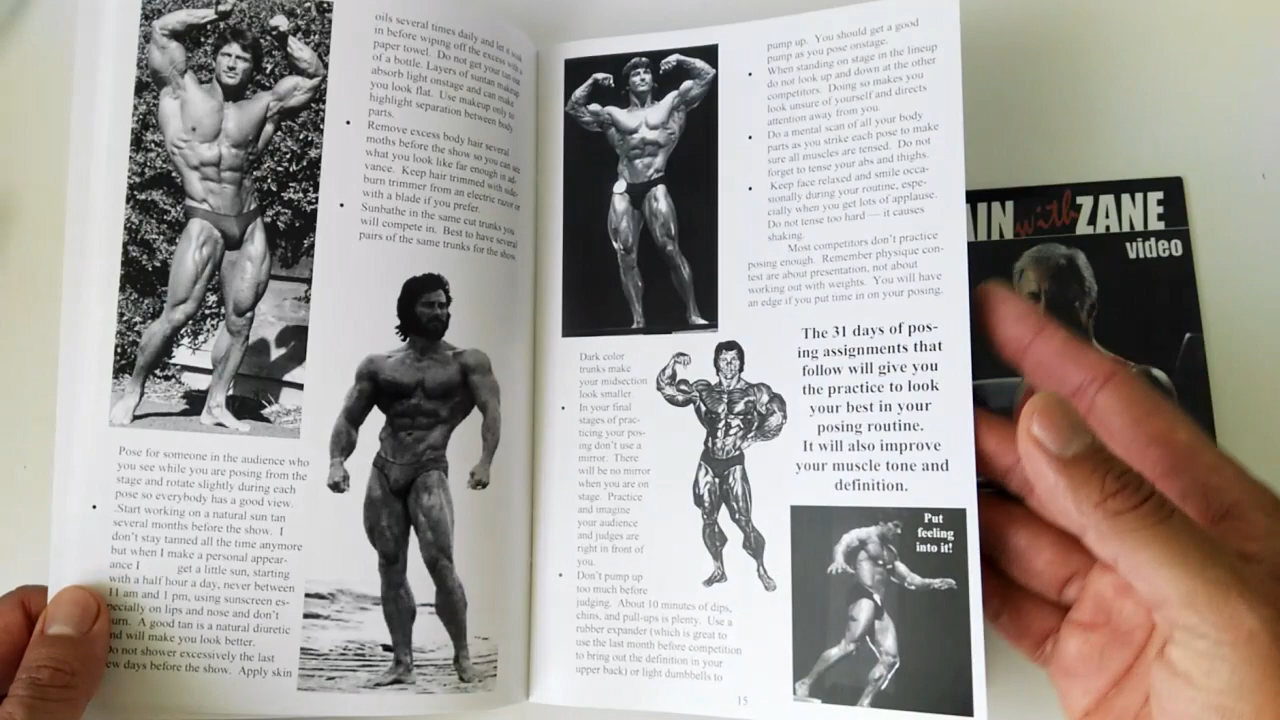 oils several times daily and let it
in before wiping off the excess with a
paper towel. Do not get your tan out
of a bottle. Layers of suntan makeup
absorb light onstage and can make
you look flat. Use makeup only to
highlight separation between body
parts.
• Remove excess body hair several
moths before the show so you can see
what you look like far enough in ad-
vance. Keep hair trimmed with side-
burn trimmer from an electric razor or
with a blade if you prefer.
• Sunbathe in the same cut trunks you
will compete in. Best to have several
pairs of the same trunks for the show.
Pose for someone in the audience who
you see while you are posing from the
stage and rotate slightly during each
pose so everybody has a good view.
• .Start working on a natural sun tan
several months before the show. I
don't stay tanned all the time anymore
but when I make a personal appear-
ance I get a little sun, starting
with a half hour a day, never between
11 am and 1 pm, using sunscreen es-
pecially on lips and nose and don't
urn. A good tan is a natural diuretic
nd will make you look better.
Do not shower excessively the last
ew days before the show. Apply skin
Dark color
trunks make
your midsection
look smaller
• In your final
stages of prac-
ticing your pos-
ing don't use a
mirror. There
will be no mirror
when you are on
stage. Practice
and imagine
your audience
and judges are
right in front of
you.
• Don't pump up
too much before
judging. About 10 minutes of dips,
chins, and pull-ups is plenty. Use a
rubber expander (which is great to
use the last month before competition
to bring out the definition in your
upper back) or light dumbbells to
pump up. You should get a good
pump as you pose onstage.
• When standing on stage in the lineup
do not look up and down at the other
competitors. Doing so makes you
look unsure of yourself and directs
attention away from you.
• Do a mental scan of all your body
parts as you strike each pose to make
sure all muscles are tensed. Do not
forget to tense your abs and thighs.
• Keep face relaxed and smile occa-
sionally during your routine, espe-
cially when you get lots of applause.
Do not tense too hard — it causes
shaking.
Most competitors don't practice
posing enough. Remember physique con-
test are about presentation, not about
working out with weights. You will have
an edge if you put time in on your posing.
The 31 days of pos-
ing assignments that
follow will give you
the practice to look
your best in your
posing routine.
It will also improve
your muscle tone and
definition.
Put
feeling
into it!
15
AIN with ZANE
video